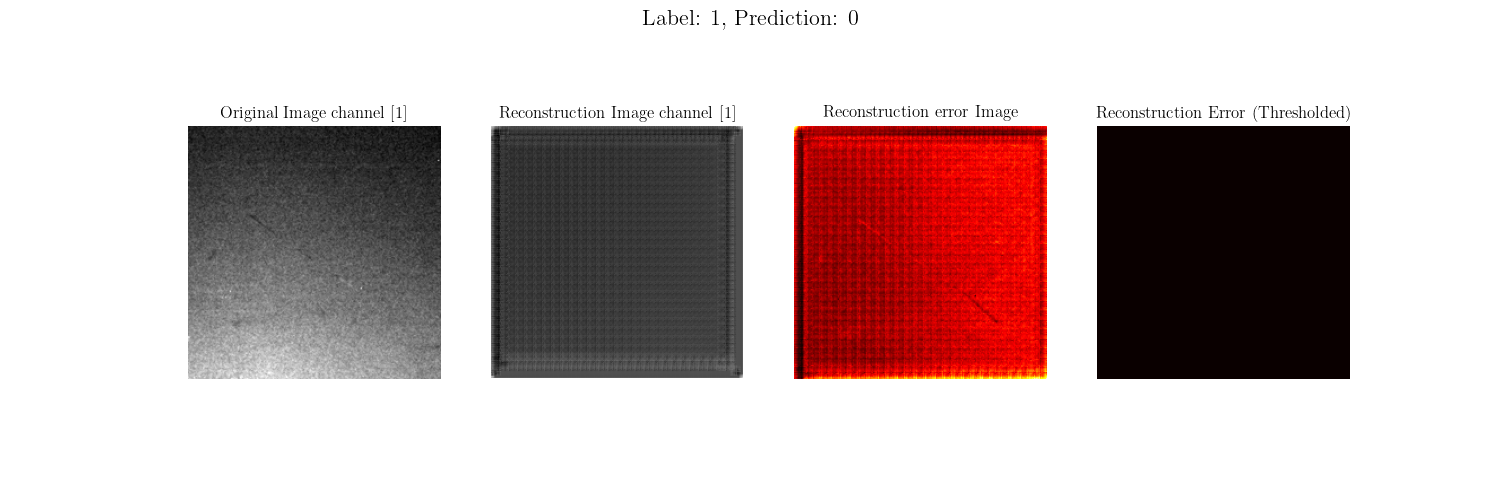 Label: 1, Prediction: 0
Original Image channel [1]
Reconstruction Image channel [1]
Reconstruction error Image
Reconstruction Error (Thresholded)